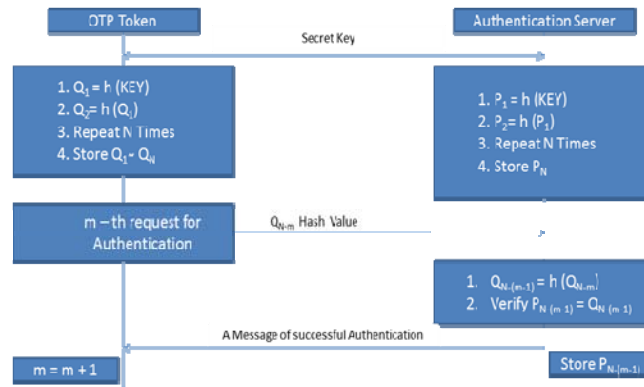 OTP Token
Authentication Server
Secret Key
1. Q1 = h (KEY)
2. Q2= h (Q1)
3. Repeat N Times
4. Store Q1- QN
1. P1 = h (KEY)
2. P2= h (P1)
3. Repeat N Times
4. Store PN
m – th request for
Authentication
QN-m Hash Value
1. QN-(m-1) = h (QN-m)
2. Verify PN (m 1) = QN (m 1)
A Message of successful Authentication
m = m + 1
Store PN-(m-1)